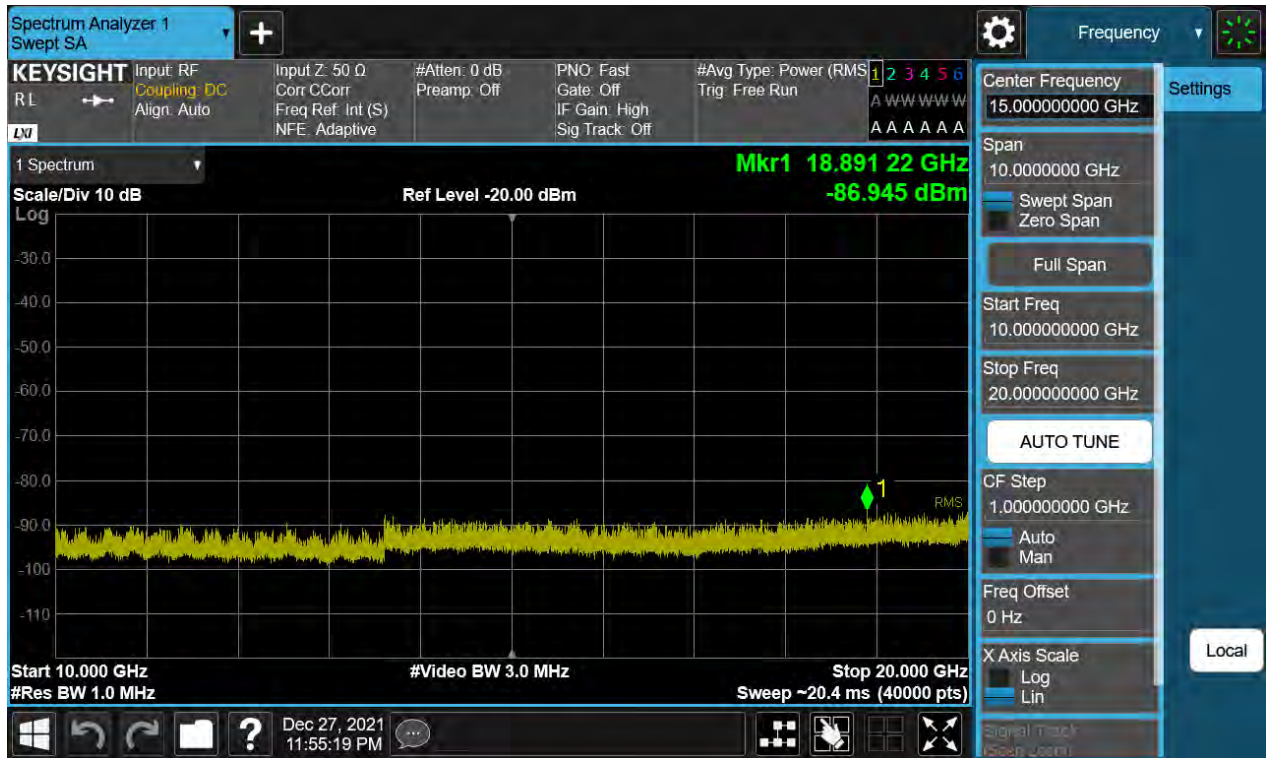 Spectrum Analyzer 1
Swept SA
+
Frequency
KEYSIGHT
RL
LXI
Input: RF
Coupling: DC
Align: Auto
Input Z: 50 Ω
Corr CCorr
Freq Ref: Int (S)
NFE: Adaptive
#Atten: 0 dB
Preamp: Off
PNO: Fast
Gate: Off
IF Gain: High
Sig Track: Off
#Avg Type: Power (RMS
Trig: Free Run
1 2 3 4 5 6
A W W W W W
A A A A A A
1 Spectrum
Scale/Div 10 dB
Ref Level -20.00 dBm
Mkr1 18.891 22 GHz
-86.945 dBm
Log
-30.0
-40.0
-50.0
-60.0
-70.0
-80.0
-90.0
-100
-110
1
RMS
Start 10.000 GHz
#Video BW 3.0 MHz
Stop 20.000 GHz
#Res BW 1.0 MHz
Sweep ~20.4 ms (40000 pts)
Center Frequency
15.000000000 GHz
Span
10.0000000 GHz
Swept Span
Zero Span
Full Span
Start Freq
10.000000000 GHz
Stop Freq
20.000000000 GHz
AUTO TUNE
CF Step
1.000000000 GHz
Auto
Man
Freq Offset
0 Hz
X Axis Scale
Log
Lin
Signal Track
(Span Zoom)
Settings
Local
?
Dec 27, 2021
11:55:19 PM